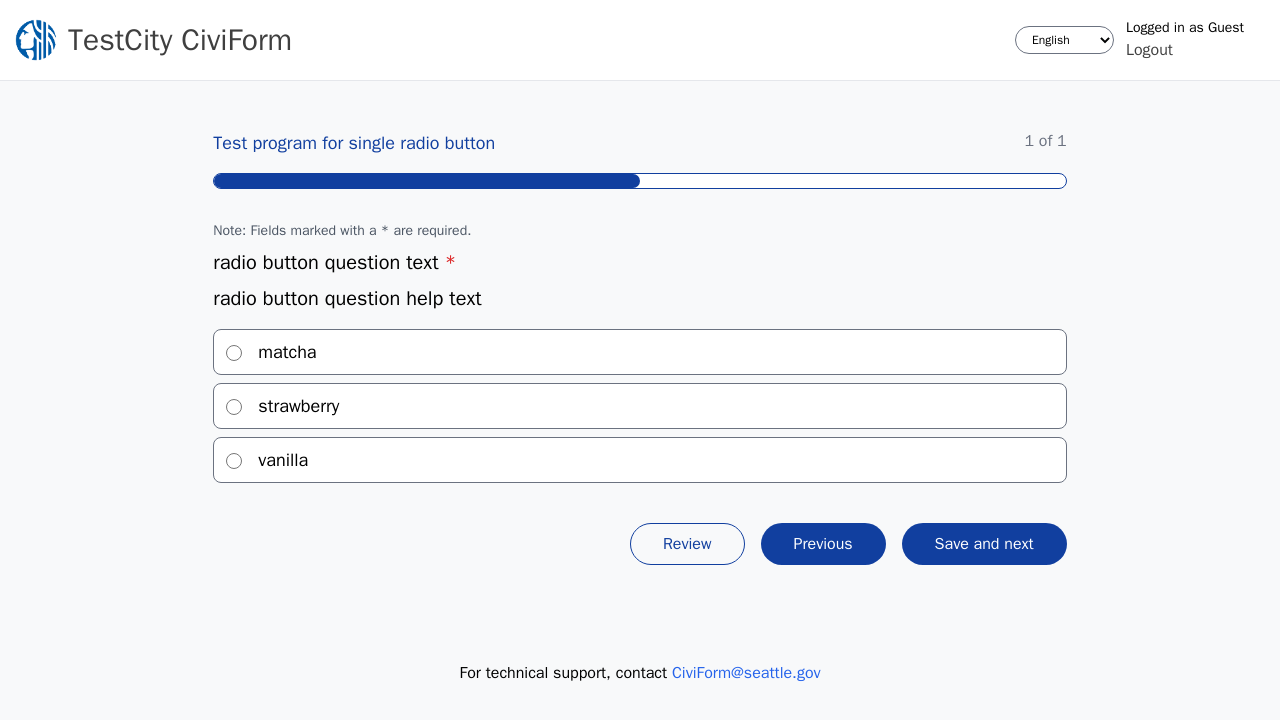 TestCity CiviForm
English
Logged in as Guest
Logout
Test program for single radio button
1 of 1
Note: Fields marked with a * are required.
radio button question text *
radio button question help text
matcha
strawberry
vanilla
Review
Previous
Save and next
For technical support, contact CiviForm@seattle.gov